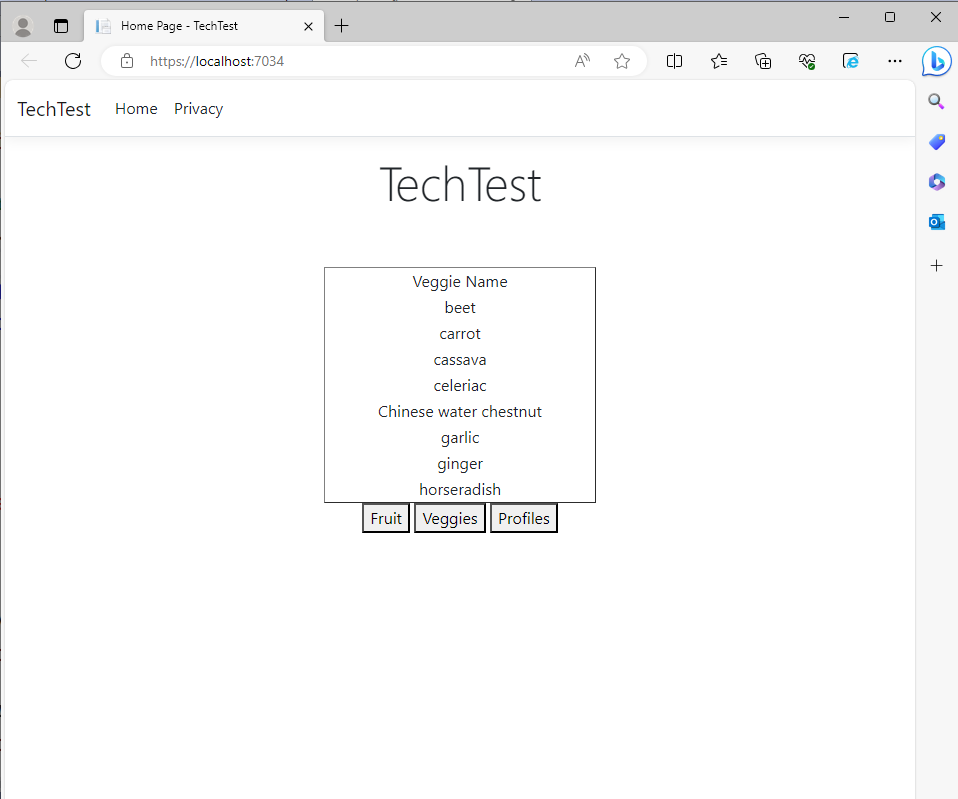 Home Page - TechTest
https://localhost:7034
TechTest Home Privacy
TechTest
Veggie Name
beet
carrot
cassava
celeriac
Chinese water chestnut
garlic
ginger
horseradish
Fruit Veggies Profiles